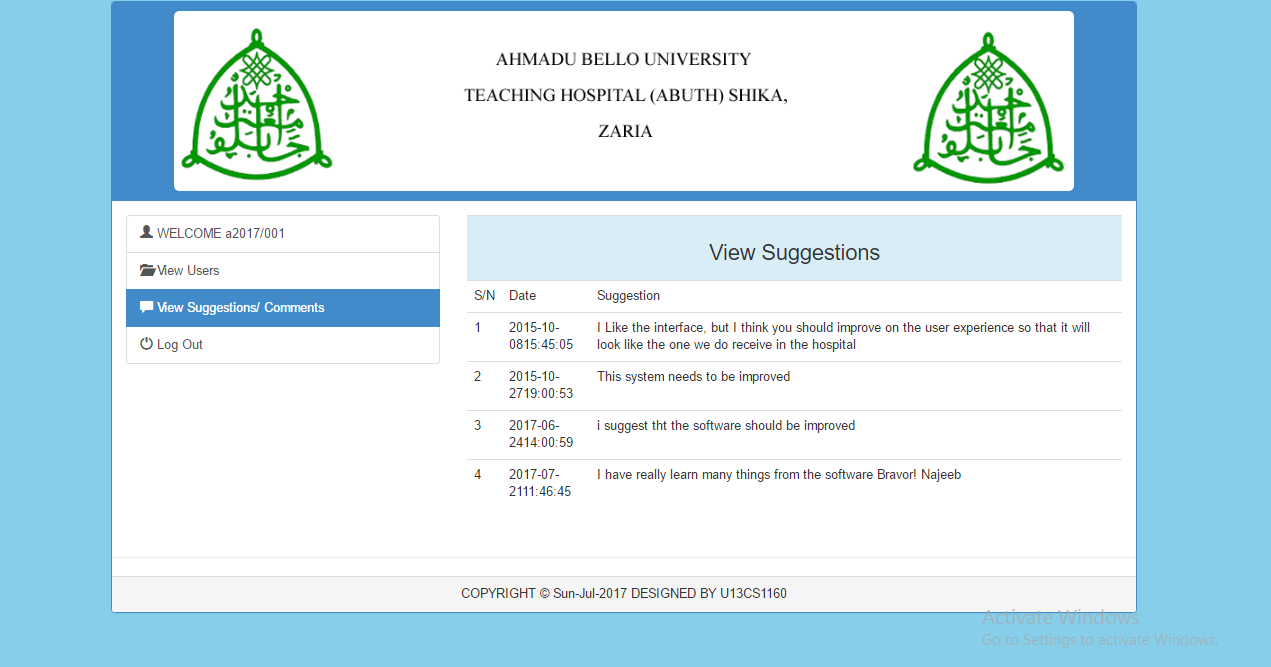 AHMADU BELLO UNIVERSITY
TEACHING HOSPITAL (ABUTH) SHIKA,
ZARIA
WELCOME a2017/001
View Users
View Suggestions/ Comments
Log Out
View Suggestions
S/N Date Suggestion
1 2015-10- I Like the interface, but I think you should improve on the user experience so that it will
0815:45:05 look like the one we do receive in the hospital
2 2015-10- This system needs to be improved
2719:00:53
3 2017-06- i suggest tht the software should be improved
2414:00:59
4 2017-07- I have really learn many things from the software Bravor! Najeeb
2111:46:45
COPYRIGHT © Sun-Jul-2017 DESIGNED BY U13CS1160
Activate Windows
Go to Settings to activate Windows.